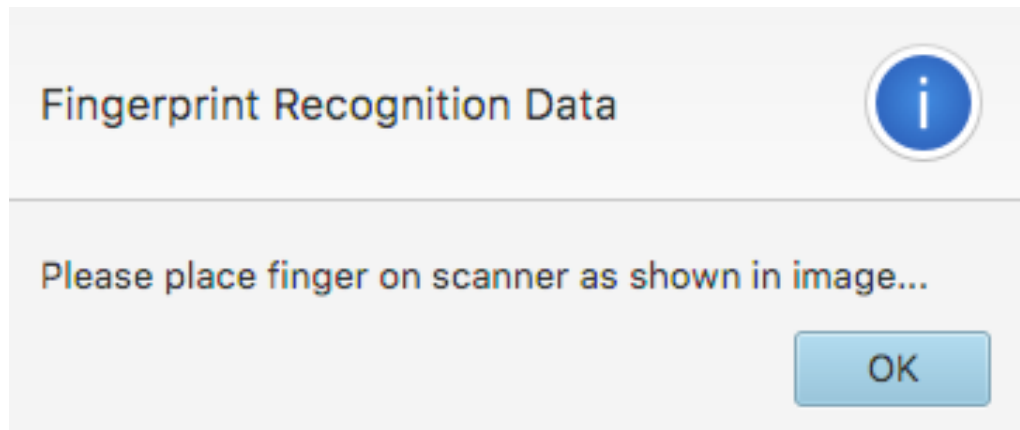 Fingerprint Recognition Data
i
Please place finger on scanner as shown in image...
OK